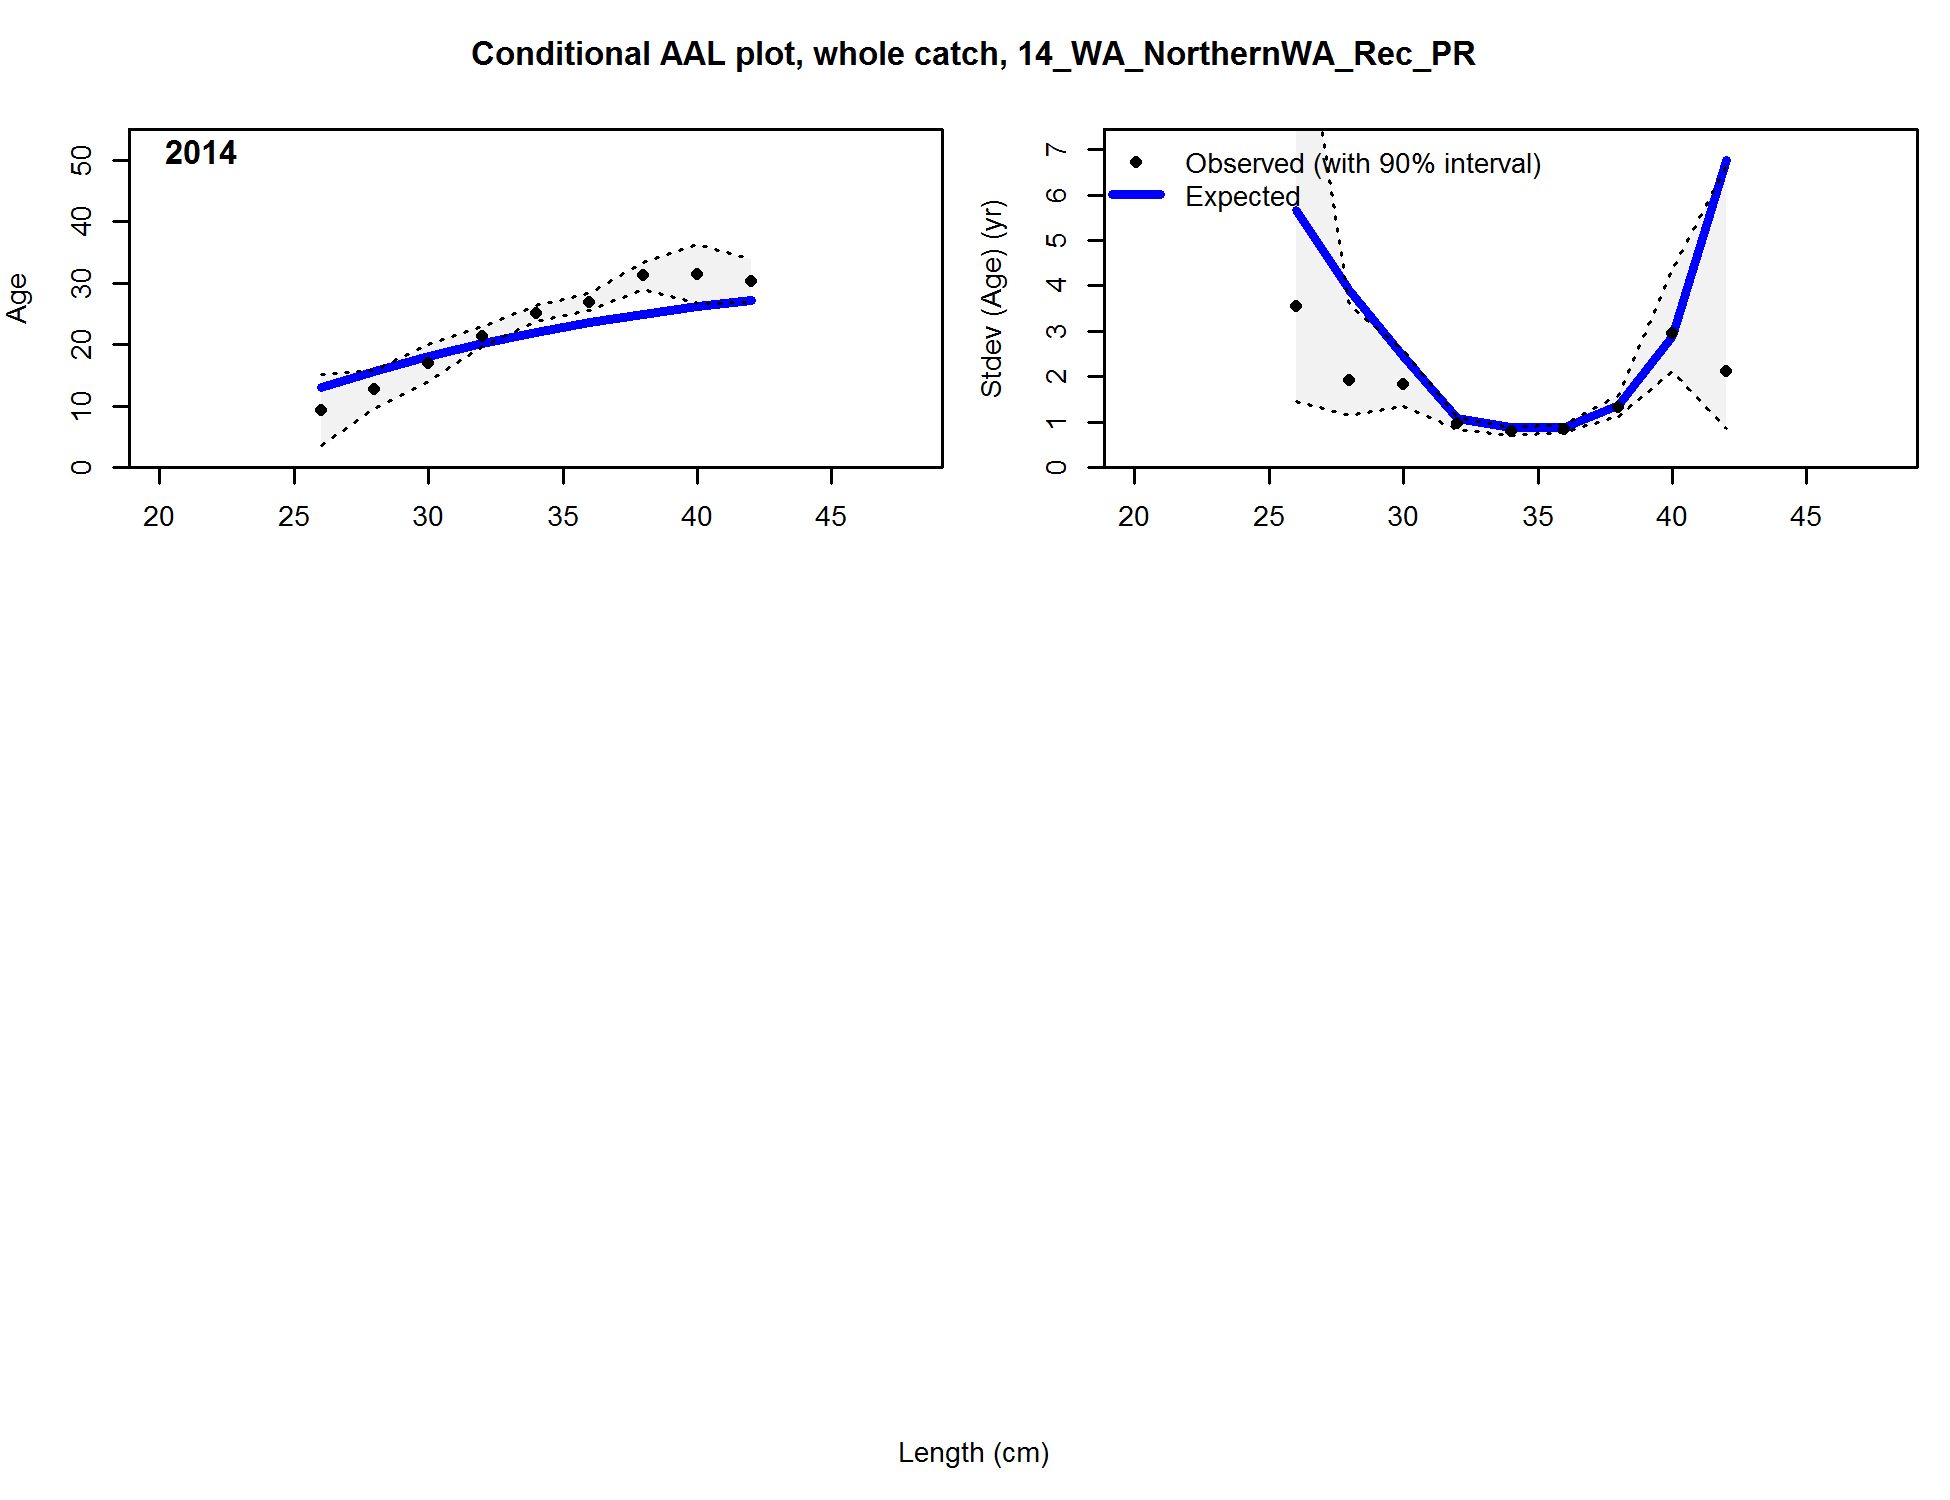 Conditional AAL plot, whole catch, 14_WA_NorthernWA_Rec_PR
2014
Age
0 10 20 30 40 50
20 25 30 35 40 45
Observed (with 90% interval)
Expected
Stdev (Age) (yr)
0 1 2 3 4 5 6 7
20 25 30 35 40 45
Length (cm)